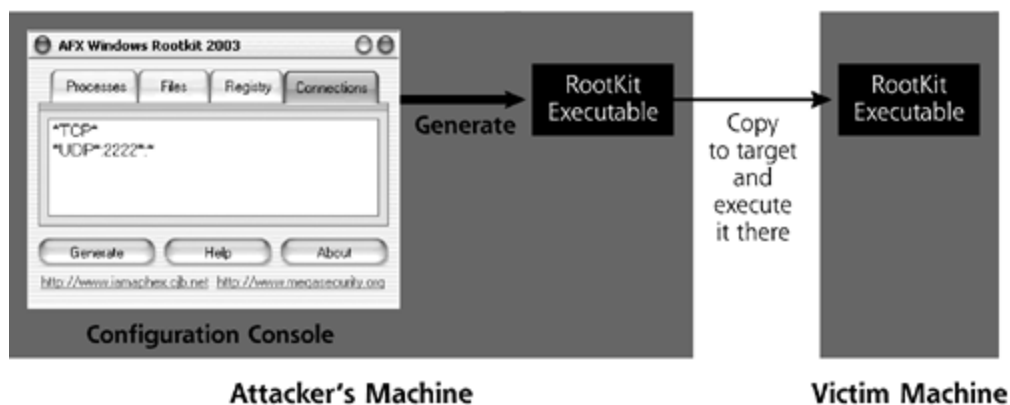 AFX Windows Rootkit 2003
Processes Files Registry Connections
*TCP*
*UDP*:2222*:*
Generate Help About
http://www.iamaphex.cjb.net http://www.megasecurity.org
Configuration Console
Generate
RootKit
Executable
Copy
to target
and
execute
it there
RootKit
Executable
Attacker's Machine
Victim Machine